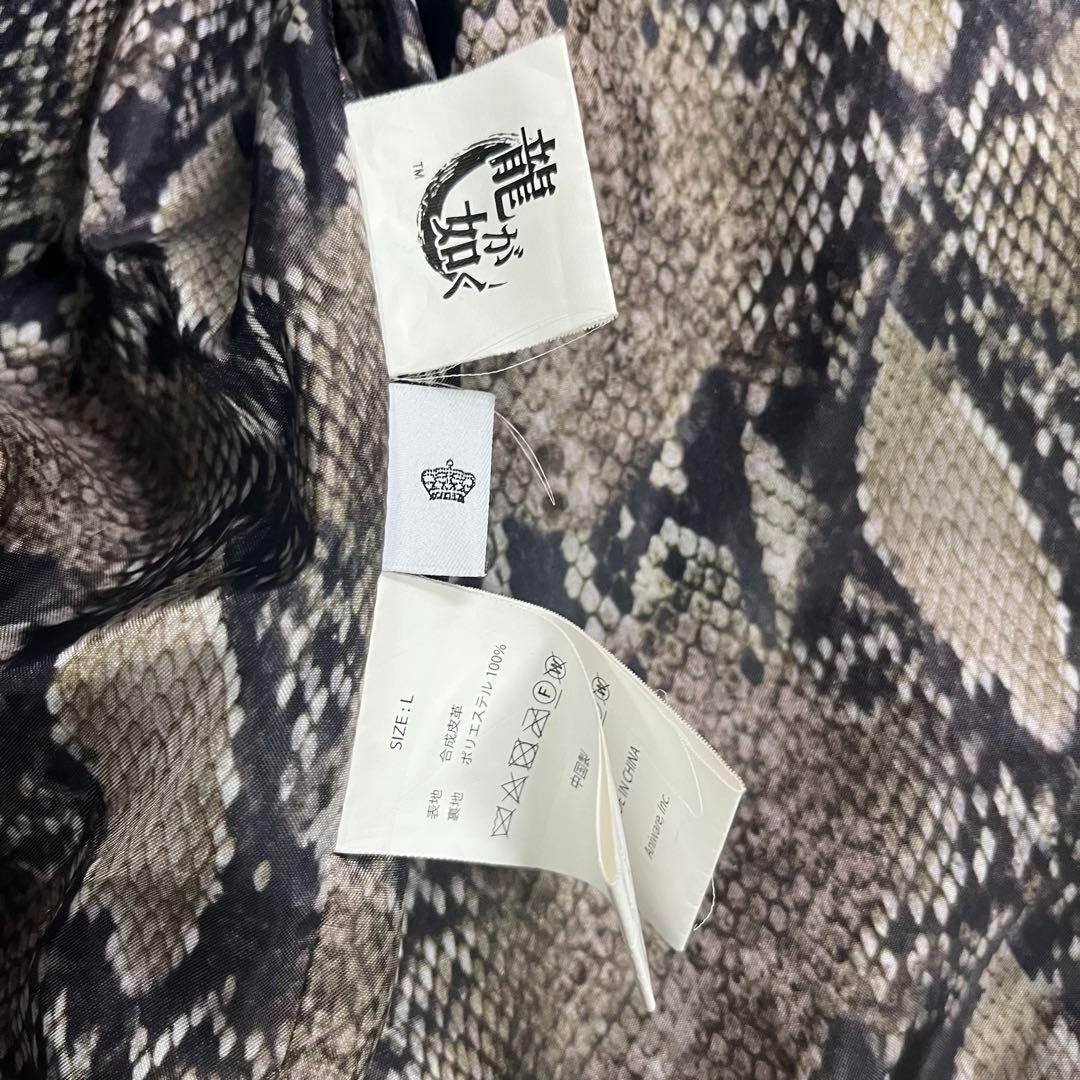 龍が
如く
TM
SIZE : L
表地 合成皮革
裏地 ポリエステル 100%
F
W
中国製
W
E IN CHINA
Aniware Inc.